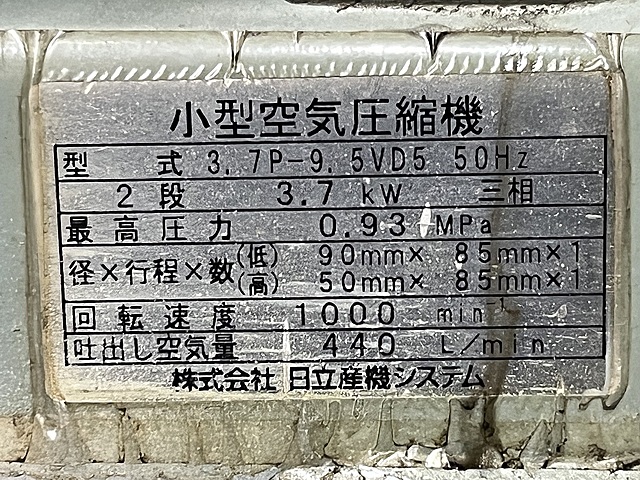 小型空気圧縮機
型式 3.7P-9.5VD5 50Hz
2段 3.7 kW 三相
最高圧力 0.93 MPa
径×行程×数(低) 90mm× 85mm×1
(高) 50mm× 85mm×1
回転速度 1000 min⁻¹
吐出し空気量 440 L/min
株式会社 日立産機システム